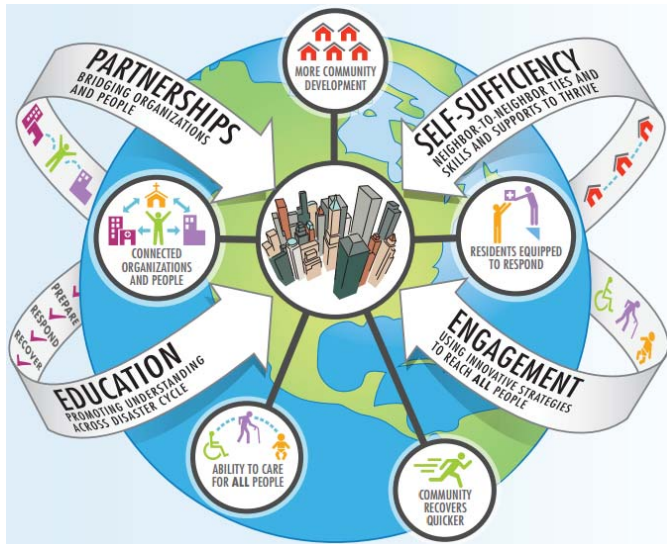 MORE COMMUNITY
DEVELOPMENT
PARTNERSHIPS
BRIDGING ORGANIZATIONS
AND PEOPLE
SELF-SUFFICIENCY
NEIGHBOR-TO-NEIGHBOR TIES AND
SKILLS AND SUPPORTS TO THRIVE
CONNECTED
ORGANIZATIONS
AND PEOPLE
RESIDENTS EQUIPPED
TO RESPOND
PREPARE
RESPOND
RECOVER
EDUCATION
PROMOTING UNDERSTANDING
ACROSS DISASTER CYCLE
ENGAGEMENT
USING INNOVATIVE STRATEGIES
TO REACH ALL PEOPLE
ABILITY TO CARE
FOR ALL PEOPLE
COMMUNITY
RECOVERS
QUICKER